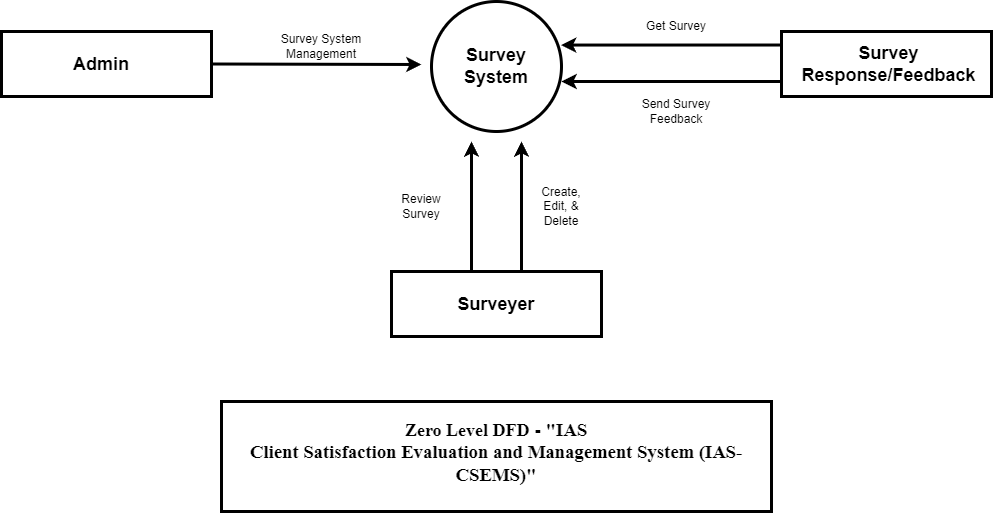 Admin
Survey System
Management
Survey
System
Get Survey
Survey
Response/Feedback
Send Survey
Feedback
Review
Survey
Create,
Edit, &
Delete
Surveyer
Zero Level DFD - "IAS
Client Satisfaction Evaluation and Management System (IAS-
CSEMS)"